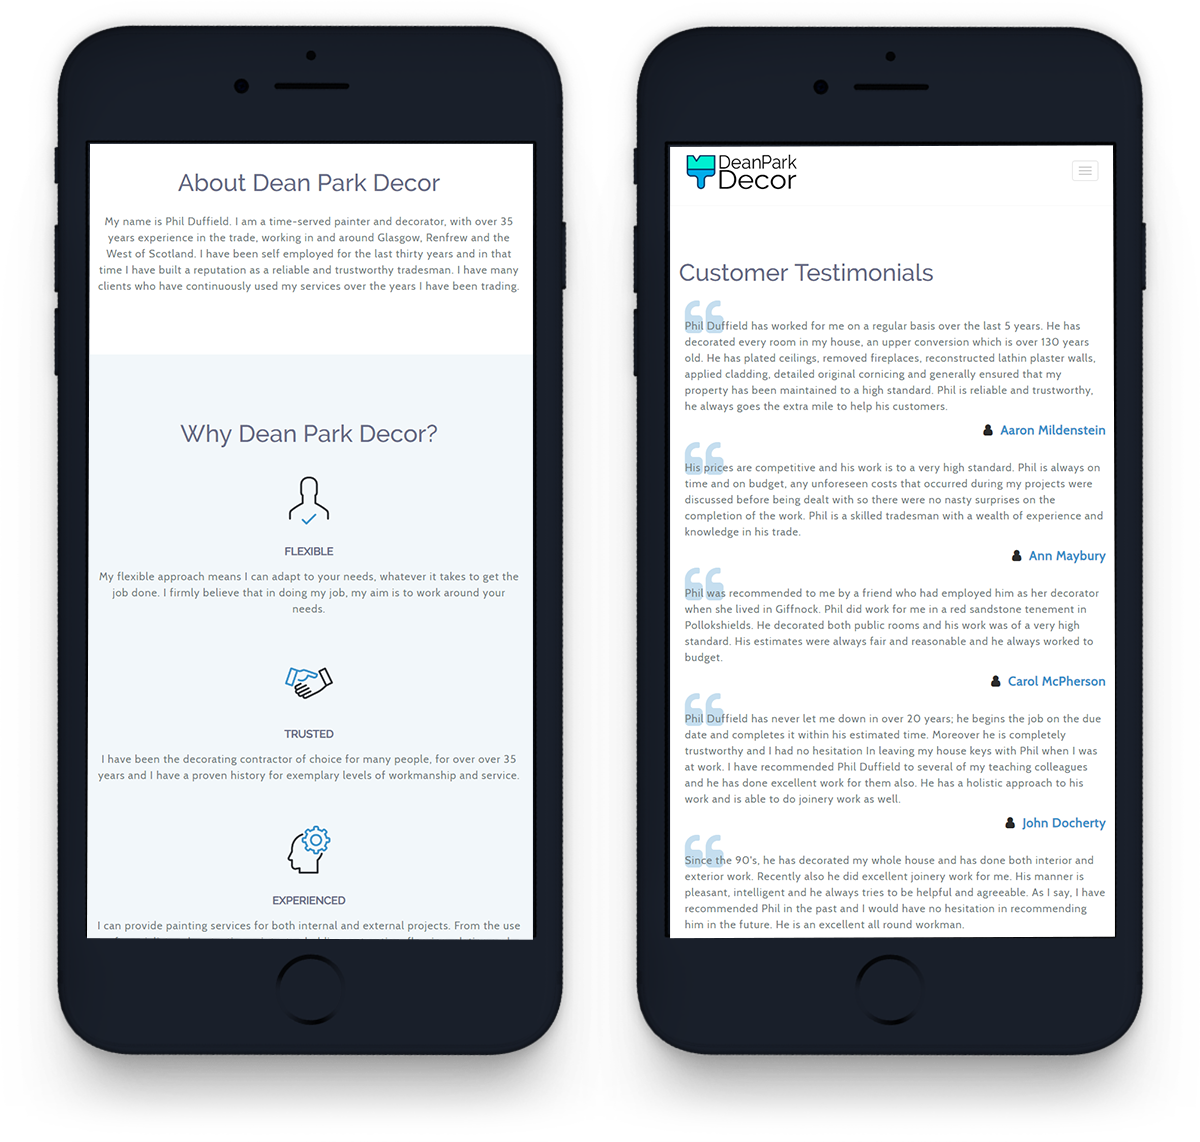 About Dean Park Decor
My name is Phil Duffield. I am a time-served painter and decorator, with over 35
years experience in the trade, working in and around Glasgow, Renfrew and the
West of Scotland. I have been self employed for the last thirty years and in that
time I have built a reputation as a reliable and trustworthy tradesman. I have many
clients who have continuously used my services over the years I have been trading.
Why Dean Park Decor?
FLEXIBLE
My flexible approach means I can adapt to your needs, whatever it takes to get the
job done. I firmly believe that in doing my job, my aim is to work around your
needs.
TRUSTED
I have been the decorating contractor of choice for many people, for over over 35
years and I have a proven history for exemplary levels of workmanship and service.
EXPERIENCED
I can provide painting services for both internal and external projects. From the use
DeanPark
Decor
Customer Testimonials
Phil Duffield has worked for me on a regular basis over the last 5 years. He has
decorated every room in my house, an upper conversion which is over 130 years
old. He has plated ceilings, removed fireplaces, reconstructed lathin plaster walls,
applied cladding, detailed original cornicing and generally ensured that my
property has been maintained to a high standard. Phil is reliable and trustworthy,
he always goes the extra mile to help his customers.
Aaron Mildenstein
His prices are competitive and his work is to a very high standard. Phil is always on
time and on budget, any unforeseen costs that occurred during my projects were
discussed before being dealt with so there were no nasty surprises on the
completion of the work. Phil is a skilled tradesman with a wealth of experience and
knowledge in his trade.
Ann Maybury
Phil was recommended to me by a friend who had employed him as her decorator
when she lived in Giffnock. Phil did work for me in a red sandstone tenement in
Pollokshields. He decorated both public rooms and his work was of a very high
standard. His estimates were always fair and reasonable and he always worked to
budget.
Carol McPherson
Phil Duffield has never let me down in over 20 years; he begins the job on the due
date and completes it within his estimated time. Moreover he is completely
trustworthy and I had no hesitation In leaving my house keys with Phil when I was
at work. I have recommended Phil Duffield to several of my teaching colleagues
and he has done excellent work for them also. He has a holistic approach to his
work and is able to do joinery work as well.
John Docherty
Since the 90's, he has decorated my whole house and has done both interior and
exterior work. Recently also he did excellent joinery work for me. His manner is
pleasant, intelligent and he always tries to be helpful and agreeable. As I say, I have
recommended Phil in the past and I would have no hesitation in recommending
him in the future. He is an excellent all round workman.